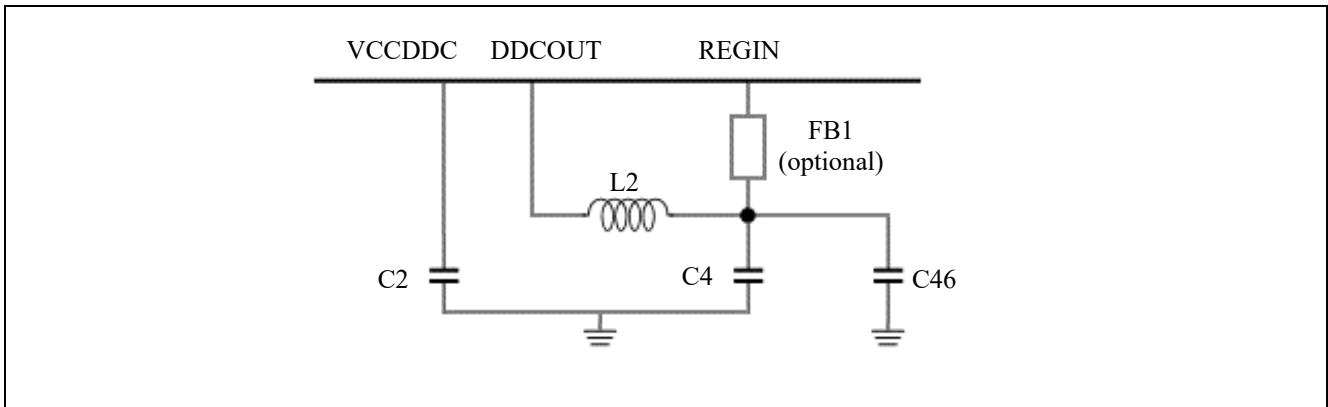 VCCDDC DDCOUT REGIN
FB1
(optional)
L2
C2 C4 C46